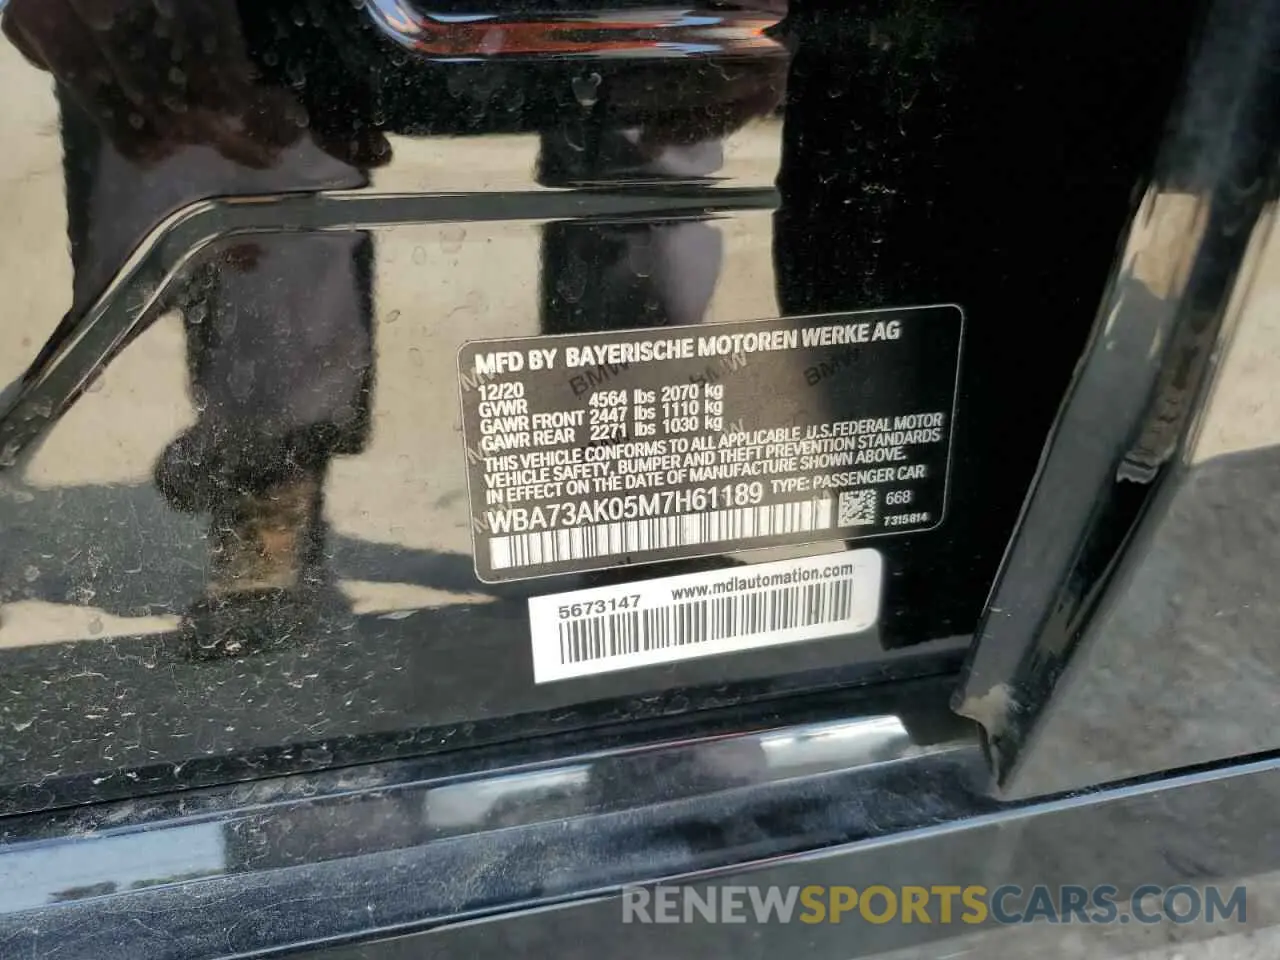 MFD BY BAYERISCHE MOTOREN WERKE AG
12/20
GVWR 4564 lbs 2070 kg
GAWR FRONT 2447 lbs 1110 kg
GAWR REAR 2271 lbs 1030 kg
THIS VEHICLE CONFORMS TO ALL APPLICABLE U.S.FEDERAL MOTOR
VEHICLE SAFETY, BUMPER AND THEFT PREVENTION STANDARDS
IN EFFECT ON THE DATE OF MANUFACTURE SHOWN ABOVE.
WBA73AK05M7H61189 TYPE: PASSENGER CAR
668
7315814
5673147 www.mdlautomation.com
RENEWSPORTSCARS.COM